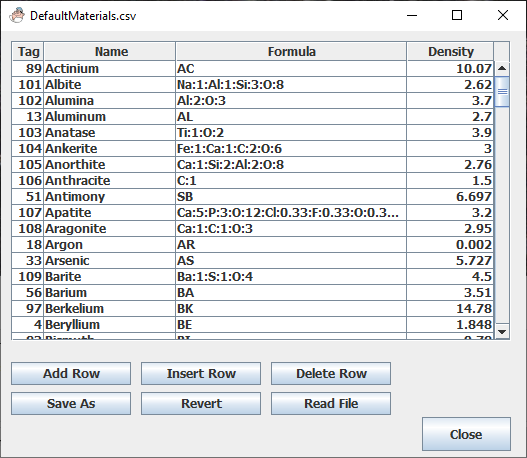 DefaultMaterials.csv
Tag Name Formula Density
89 Actinium AC 10.07
101 Albite Na:1:Al:1:Si:3:O:8 2.62
102 Alumina Al:2:O:3 3.7
13 Aluminum AL 2.7
103 Anatase Ti:1:O:2 3.9
104 Ankerite Fe:1:Ca:1:C:2:O:6 3
105 Anorthite Ca:1:Si:2:Al:2:O:8 2.76
106 Anthracite C:1 1.5
51 Antimony SB 6.697
107 Apatite Ca:5:P:3:O:12:Cl:0.33:F:0.33:O:0.3... 3.2
108 Aragonite Ca:1:C:1:O:3 2.95
18 Argon AR 0.002
33 Arsenic AS 5.727
109 Barite Ba:1:S:1:O:4 4.5
56 Barium BA 3.51
97 Berkelium BK 14.78
4 Beryllium BE 1.848
Add Row Insert Row Delete Row
Save As Revert Read File
Close